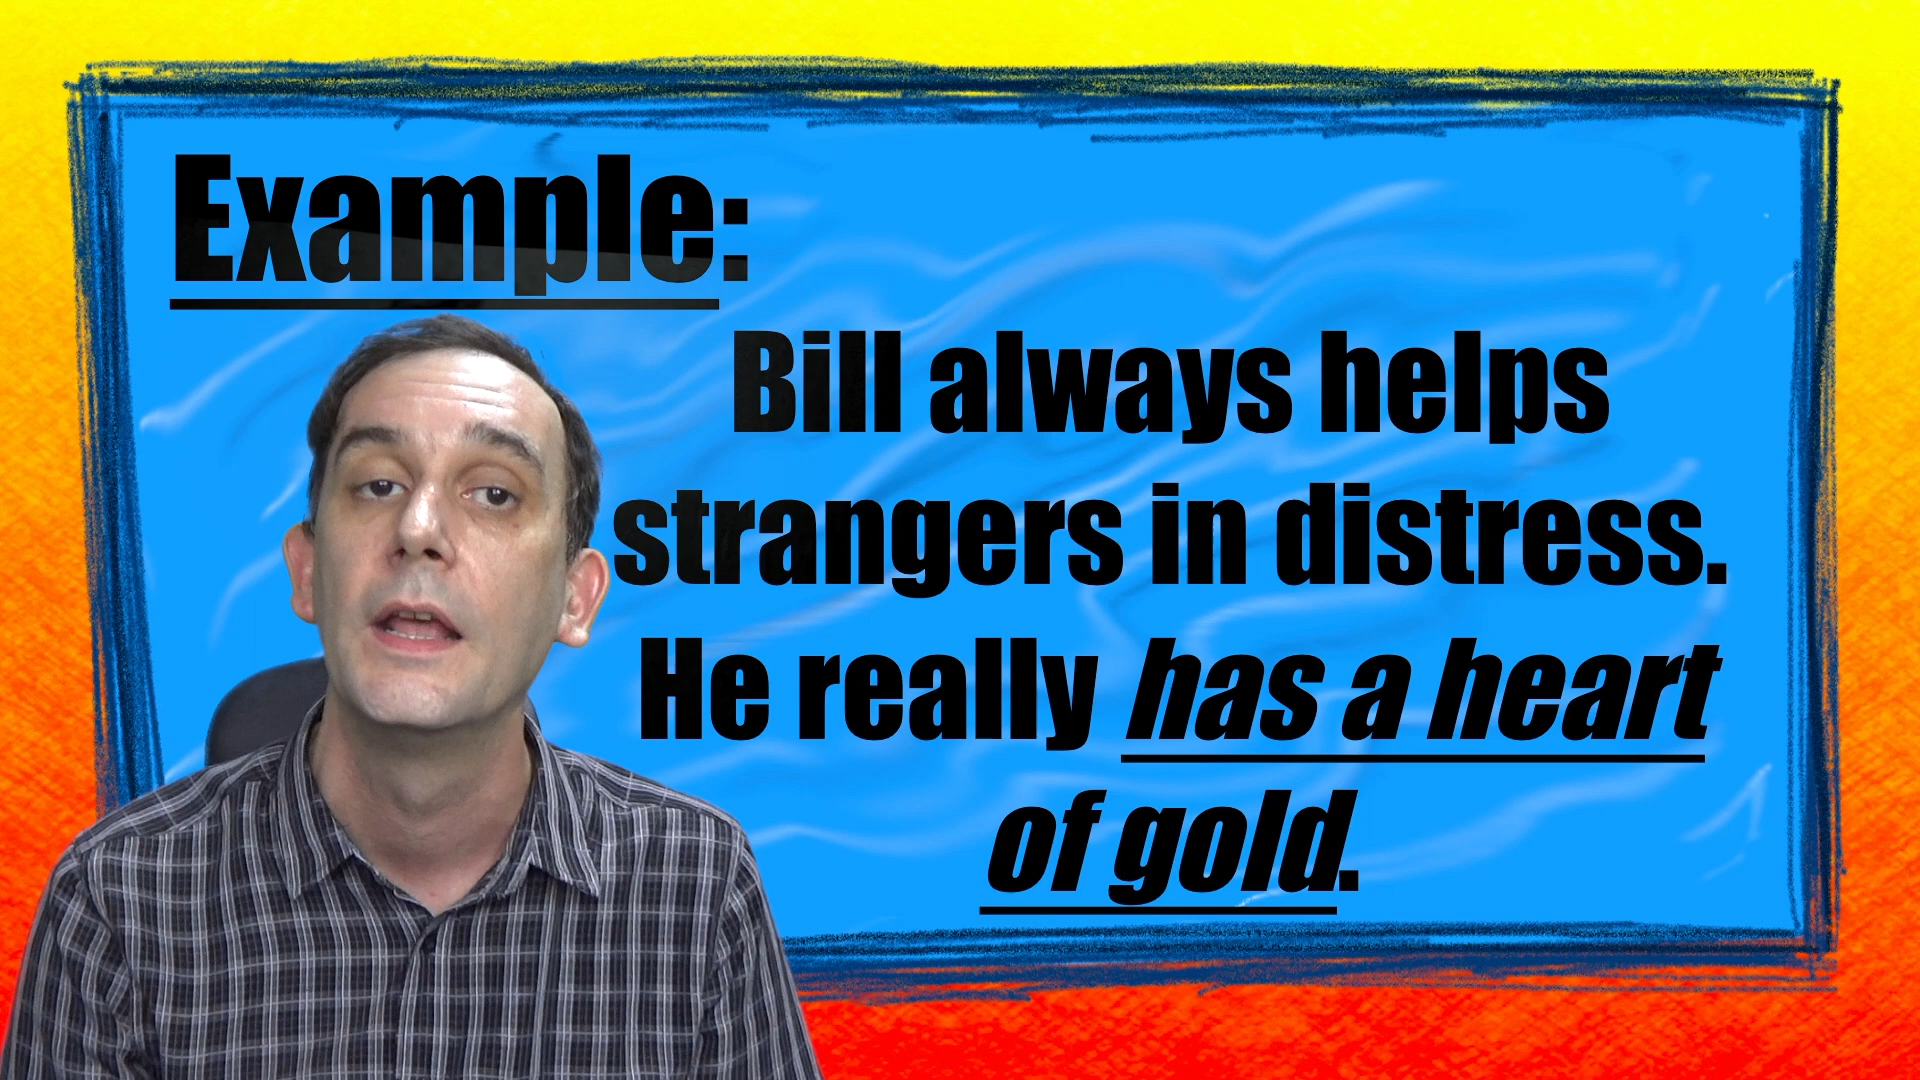 Example:
Bill always helps
strangers in distress.
He really has a heart
of gold.